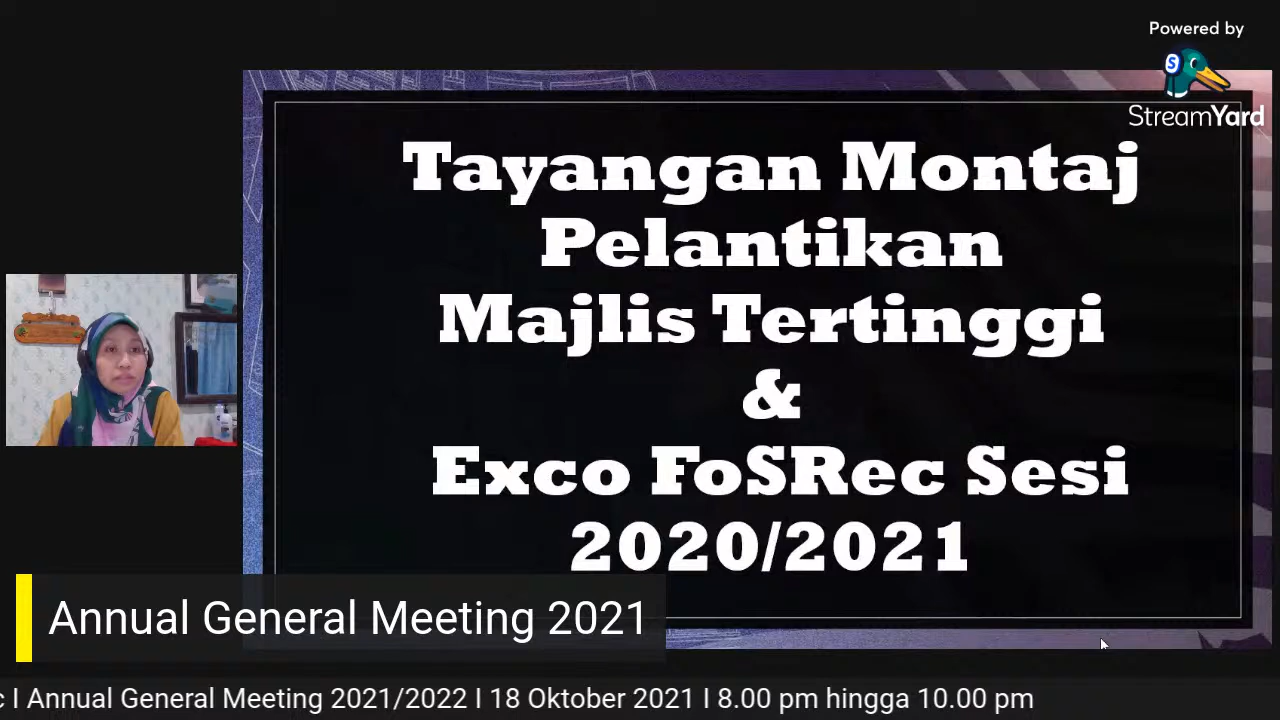 Powered by
StreamYard
Tayangan Montaj
Pelantikan
Majlis Tertinggi
&
Exco FoSRec Sesi
2020/2021
Annual General Meeting 2021
c I Annual General Meeting 2021/2022 I 18 Oktober 2021 I 8.00 pm hingga 10.00 pm